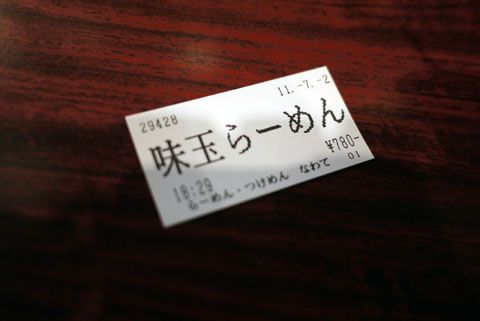 29428 11.-7.-2
味玉らーめん
¥780-
18:29 01
らーめん・つけめん なわて